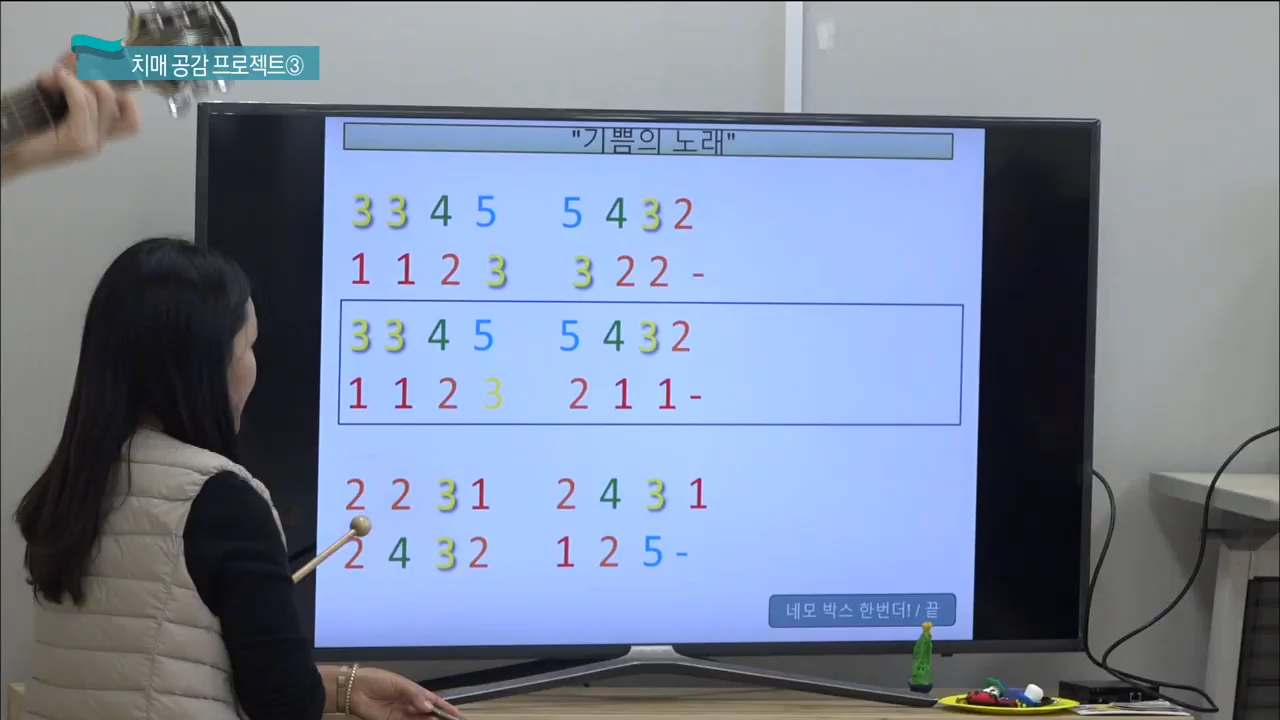 치매 공감 프로젝트③
"기쁨의 노래"
3 3 4 5 5 4 3 2
1 1 2 3 3 2 2 -
3 3 4 5 5 4 3 2
1 1 2 3 2 1 1 -
2 2 3 1 2 4 3 1
2 4 3 2 1 2 5 -
네모 박스 한번더! / 끝